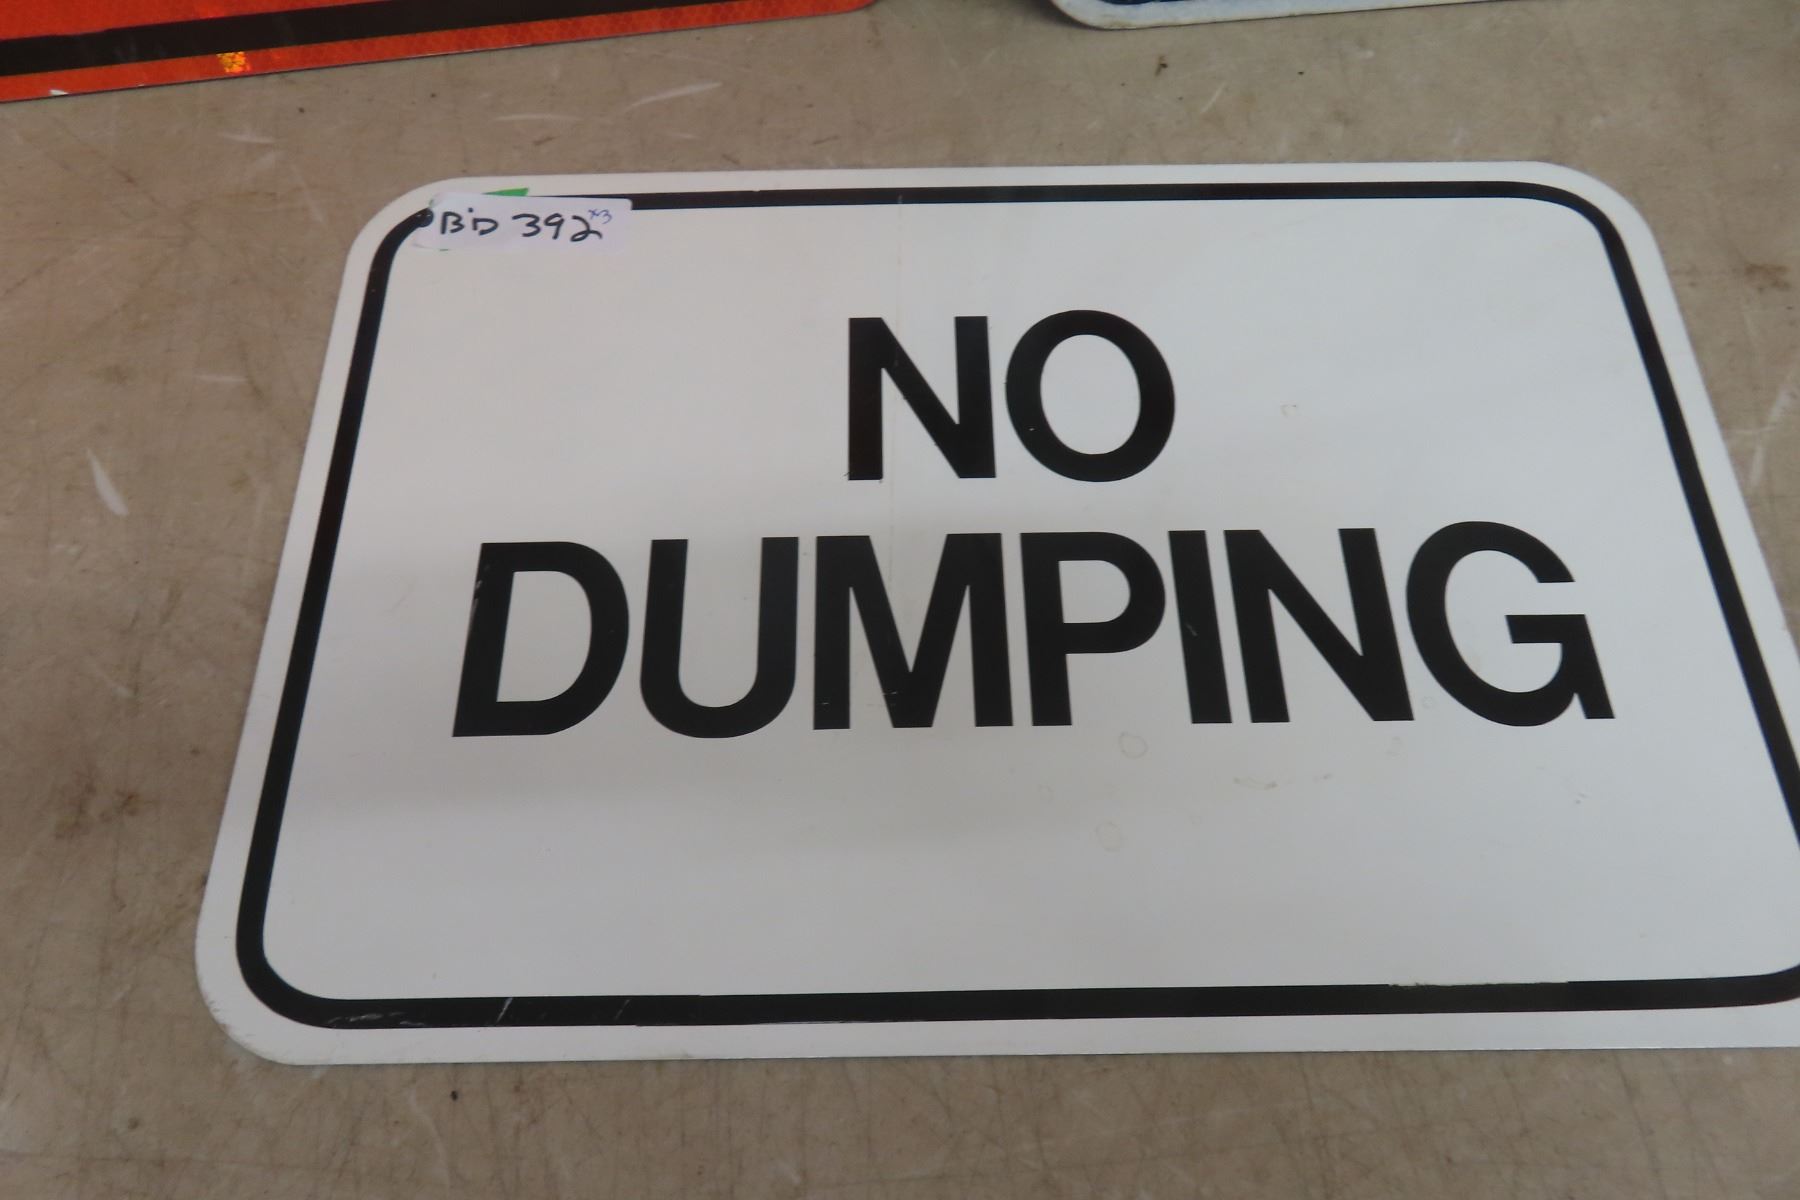 BiD 392 x3
NO
DUMPING